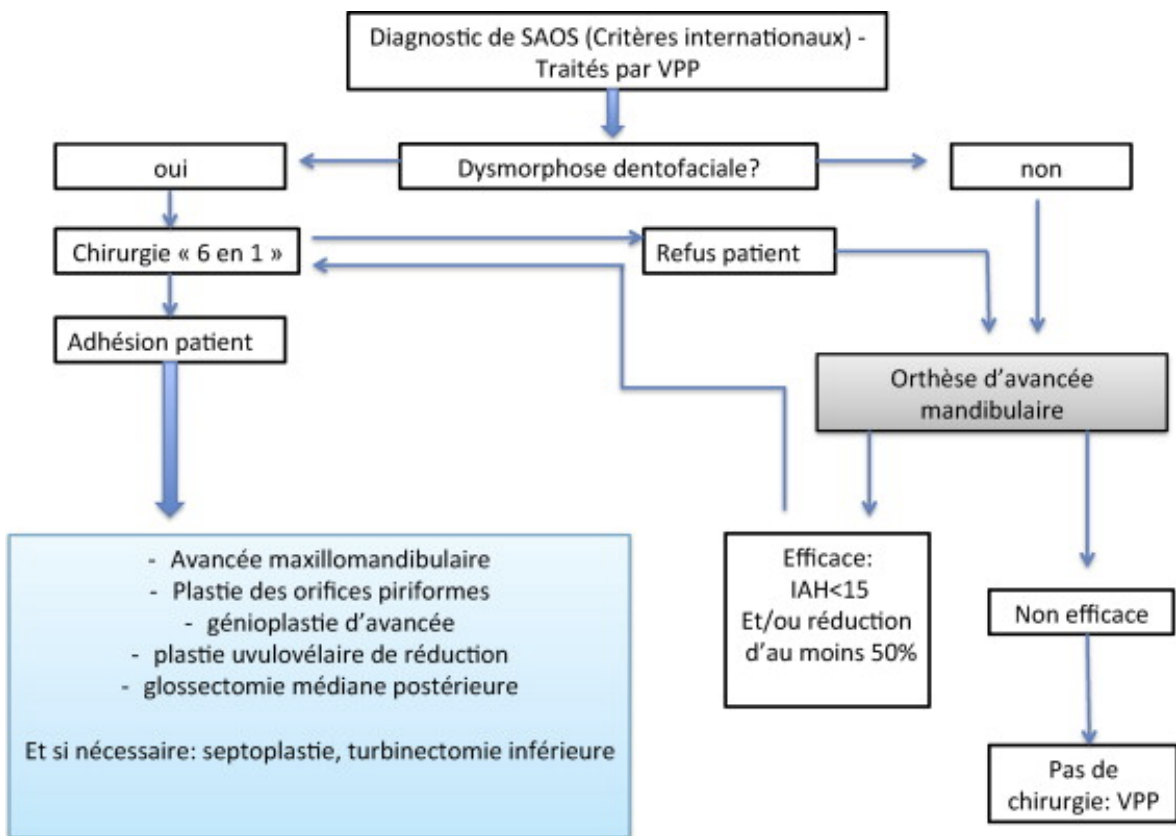 Diagnostic de SAOS (Critères internationaux) -
Traités par VPP
oui
Dysmorphose dentofaciale?
non
Chirurgie « 6 en 1 »
Refus patient
Adhésion patient
Orthèse d'avancée
mandibulaire
- Avancée maxillomandibulaire
- Plastie des orifices piriformes
- génioplastie d'avancée
- plastie uvulovélaire de réduction
- glossectomie médiane postérieure
Et si nécessaire: septoplastie, turbinectomie inférieure
Efficace:
IAH<15
Et/ou réduction
d'au moins 50%
Non efficace
Pas de
chirurgie: VPP